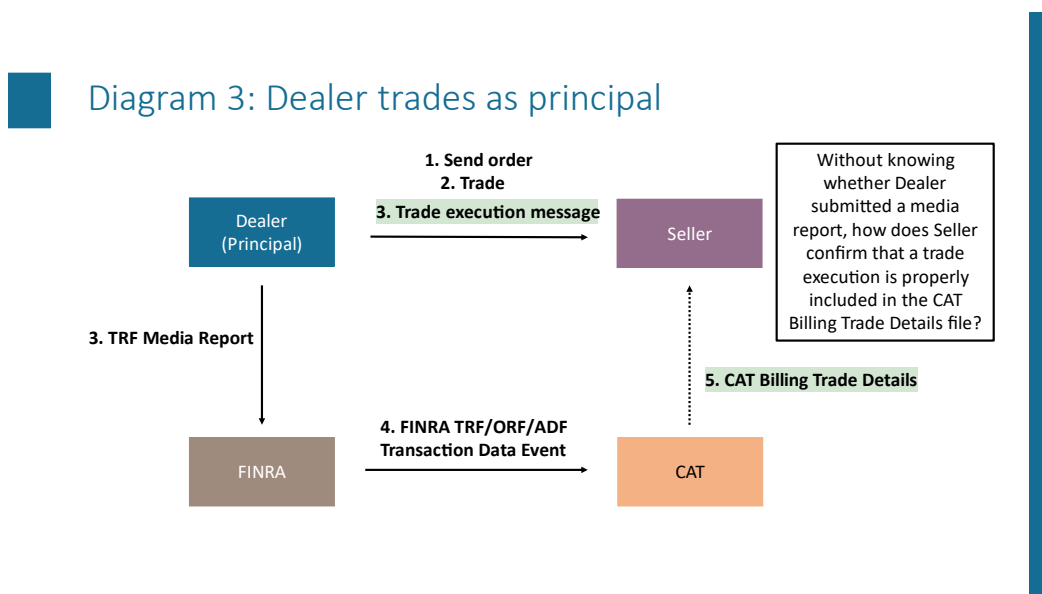 Diagram 3: Dealer trades as principal
1. Send order
2. Trade
3. Trade execution message
Dealer
(Principal)
Seller
Without knowing
whether Dealer
submitted a media
report, how does Seller
confirm that a trade
execution is properly
included in the CAT
Billing Trade Details file?
3. TRF Media Report
5. CAT Billing Trade Details
4. FINRA TRF/ORF/ADF
Transaction Data Event
FINRA
CAT